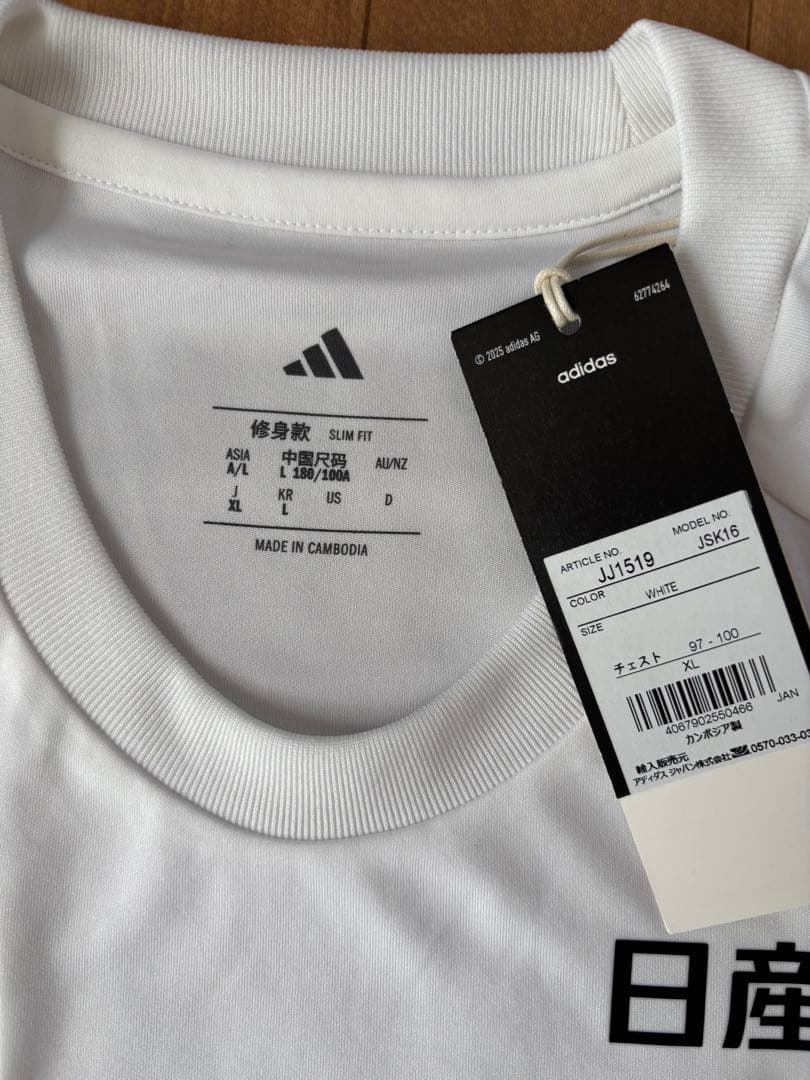 修身款 SLIM FIT
ASIA 中国尺码 AU/NZ
A/L L 180/100A
J KR US D
XL L
MADE IN CAMBODIA
62774264
© 2025 adidas AG
adidas
ARTICLE NO. MODEL NO.
JJ1519 JSK16
COLOR WHITE
SIZE
チェスト 97 - 100
XL
JAN
4067902550466
カンボジア製
輸入販売元
アディダス ジャパン株式会社 0570-033-03
日産